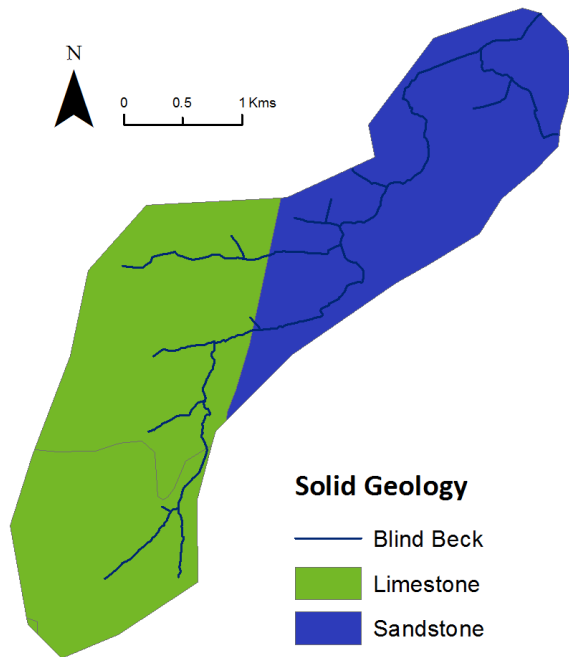 N
0 0.5 1 Kms
Solid Geology
Blind Beck
Limestone
Sandstone